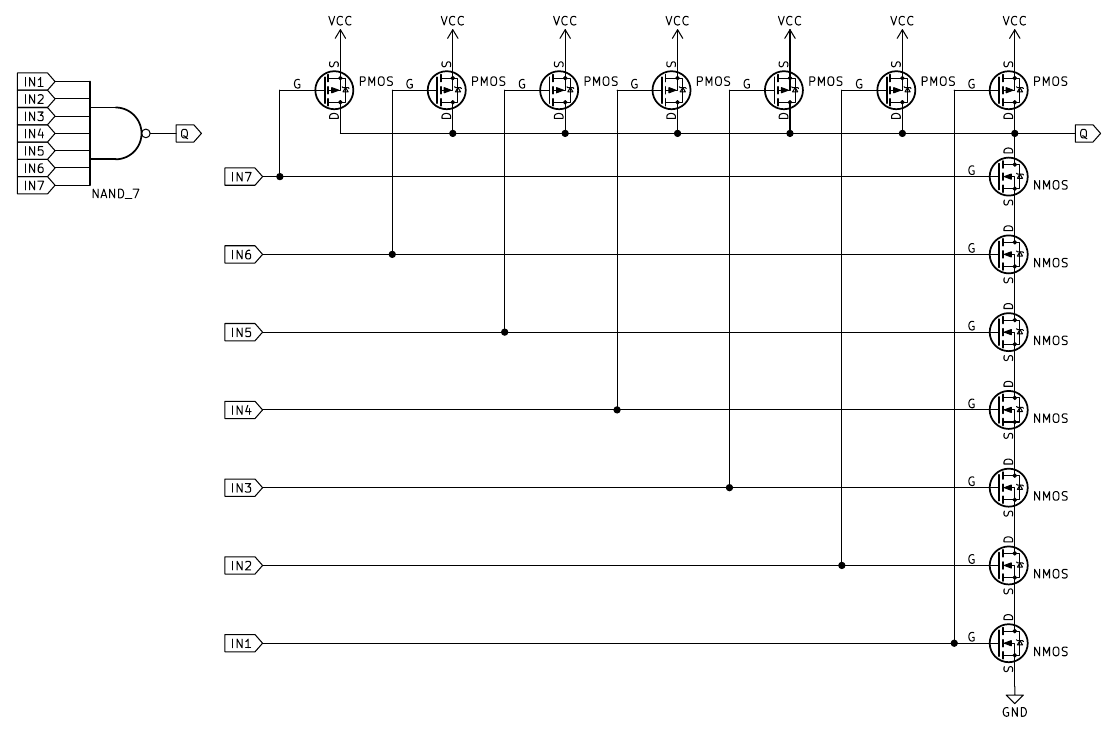 VCC VCC VCC VCC VCC VCC VCC
S S S S S S S
IN1
G PMOS G PMOS G PMOS G PMOS G PMOS G PMOS G PMOS
IN2
IN3
D D D D D D D
IN4 Q Q
IN5
IN6
D
IN7 IN7 G NMOS
NAND_7
S
D
IN6 G NMOS
S
D
IN5 G NMOS
S
D
IN4 G NMOS
S
D
IN3 G NMOS
S
D
IN2 G NMOS
S
D
IN1 G NMOS
S
GND